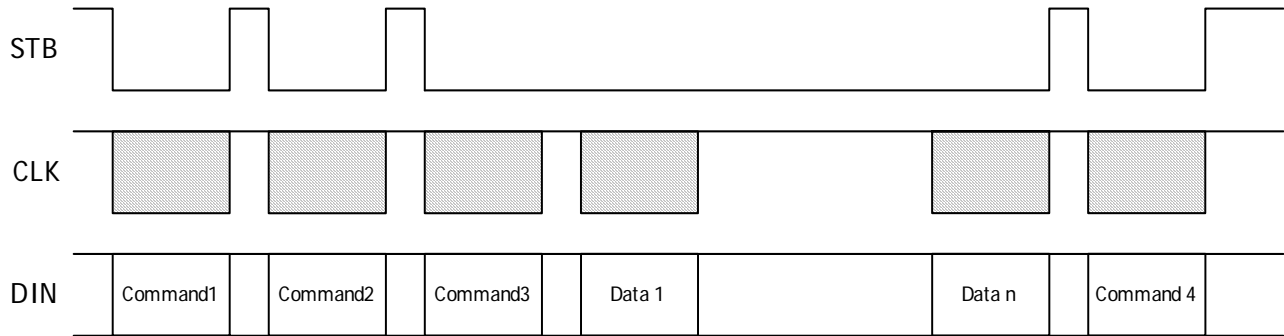 STB
CLK
DIN
Command1
Command2
Command3
Data 1
Data n
Command 4